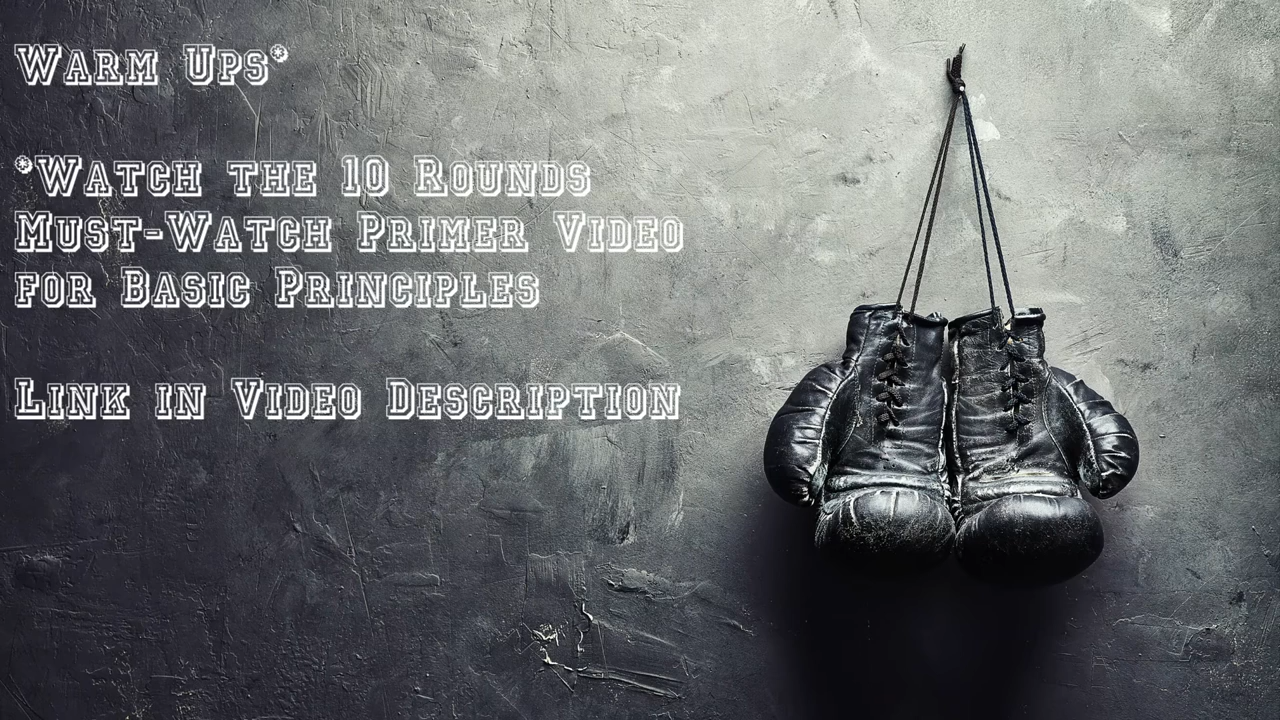 Warm Ups*
*Watch the 10 Rounds
Must-Watch Primer Video
for Basic Principles
Link in Video Description